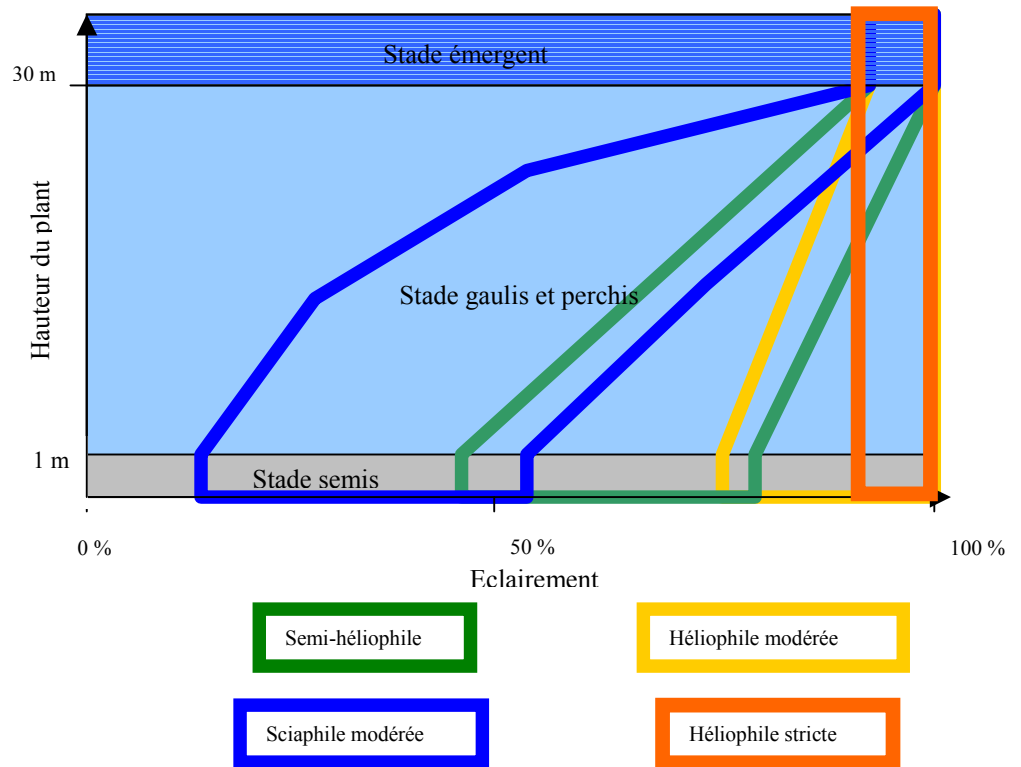 Stade émergent
30 m
Hauteur du plant
Stade gaulis et perchis
1 m
Stade semis
0 %
50 %
100 %
Eclairement
Semi-héliophile
Héliophile modérée
Sciaphile modérée
Héliophile stricte